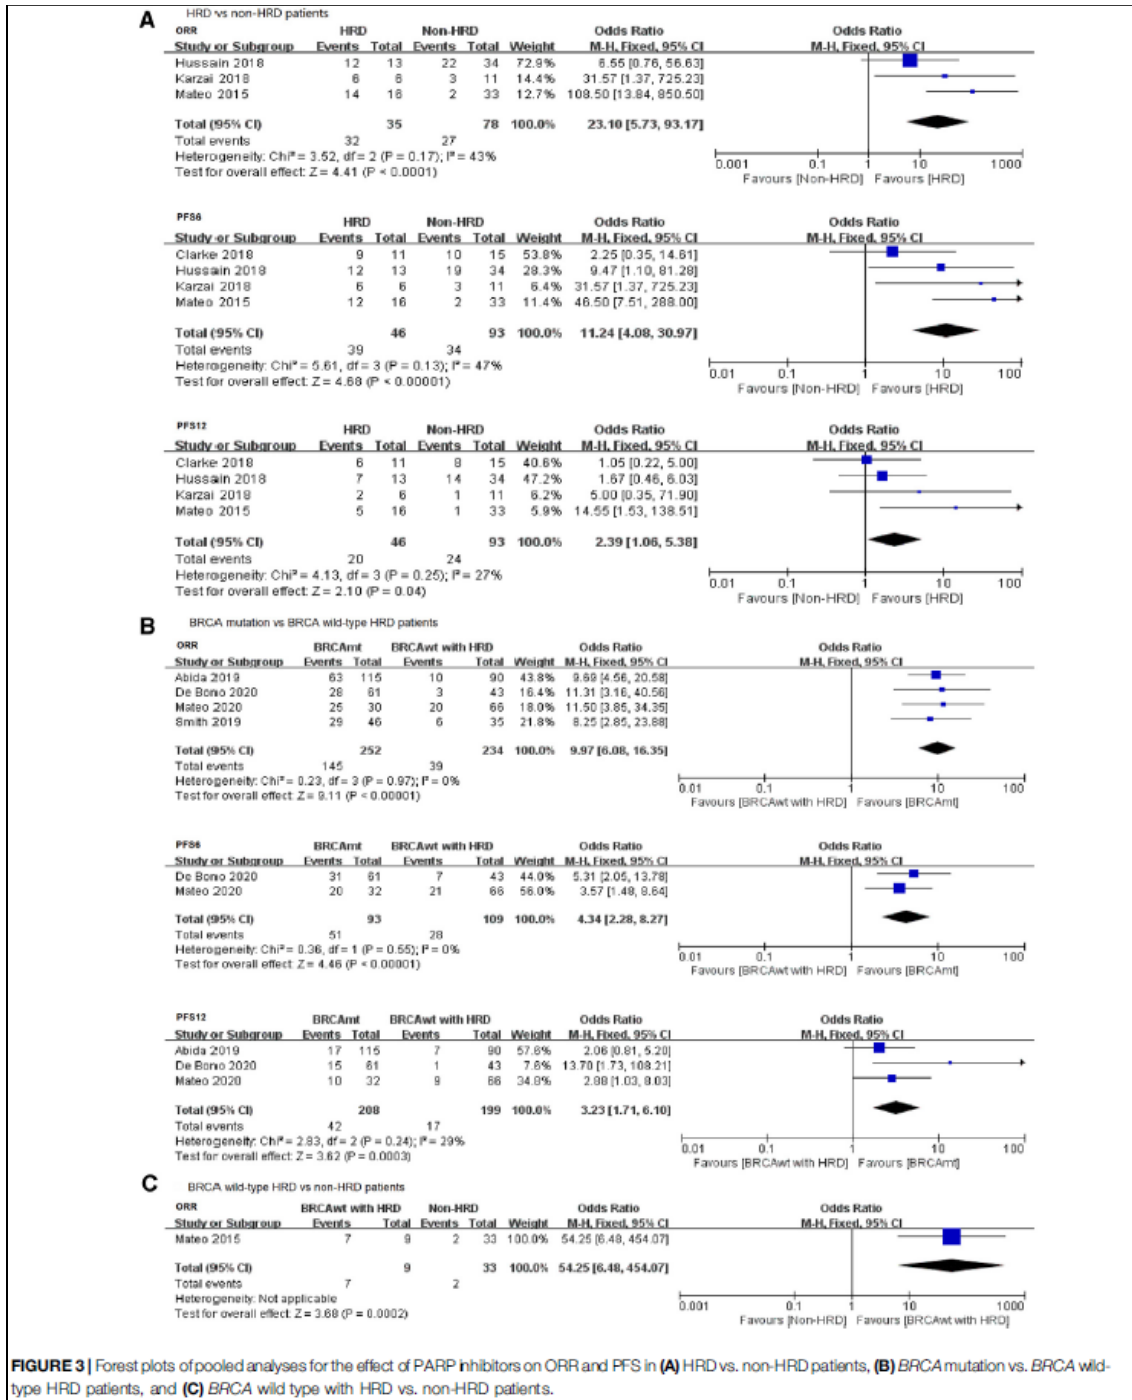 A
HRD vs non-HRD patients
ORR HRD Non-HRD Odds Ratio Odds Ratio
Study or Subgroup Events Total Events Total Weight M-H, Fixed, 95% CI M-H, Fixed, 95% CI
Hussain 2018 12 13 22 34 72.9% 6.55 [0.76, 56.63]
Karzai 2018 6 6 3 11 14.4% 31.57 [1.37, 725.23]
Mateo 2015 14 16 2 33 12.7% 108.50 [13.84, 850.50]
Total (95% CI) 35 78 100.0% 23.10 [5.73, 93.17]
Total events 32 27
Heterogeneity: Chi² = 3.52, df = 2 (P = 0.17); I² = 43%
Test for overall effect: Z = 4.41 (P < 0.0001)
0.001 0.1 1 10 1000
Favours [Non-HRD] Favours [HRD]
PFS6 HRD Non-HRD Odds Ratio Odds Ratio
Study or Subgroup Events Total Events Total Weight M-H, Fixed, 95% CI M-H, Fixed, 95% CI
Clarke 2018 9 11 10 15 53.8% 2.25 [0.35, 14.61]
Hussain 2018 12 13 19 34 28.3% 9.47 [1.10, 81.28]
Karzai 2018 6 6 3 11 6.4% 31.57 [1.37, 725.23]
Mateo 2015 12 16 2 33 11.4% 46.50 [7.51, 288.00]
Total (95% CI) 46 93 100.0% 11.24 [4.08, 30.97]
Total events 39 34
Heterogeneity: Chi² = 5.61, df = 3 (P = 0.13); I² = 47%
Test for overall effect: Z = 4.68 (P < 0.00001)
0.01 0.1 1 10 100
Favours [Non-HRD] Favours [HRD]
PFS12 HRD Non-HRD Odds Ratio Odds Ratio
Study or Subgroup Events Total Events Total Weight M-H, Fixed, 95% CI M-H, Fixed, 95% CI
Clarke 2018 6 11 8 15 40.6% 1.05 [0.22, 5.00]
Hussain 2018 7 13 14 34 47.2% 1.67 [0.46, 6.03]
Karzai 2018 2 6 1 11 6.2% 5.00 [0.35, 71.90]
Mateo 2015 5 16 1 33 5.9% 14.55 [1.53, 138.51]
Total (95% CI) 46 93 100.0% 2.39 [1.06, 5.38]
Total events 20 24
Heterogeneity: Chi² = 4.13, df = 3 (P = 0.25); I² = 27%
Test for overall effect: Z = 2.10 (P = 0.04)
0.01 0.1 1 10 100
Favours [Non-HRD] Favours [HRD]
B
BRCA mutation vs BRCA wild-type HRD patients
ORR BRCAmt BRCAwt with HRD Odds Ratio Odds Ratio
Study or Subgroup Events Total Events Total Weight M-H, Fixed, 95% CI M-H, Fixed, 95% CI
Abida 2019 63 115 10 90 43.8% 9.69 [4.56, 20.58]
De Bono 2020 28 61 3 43 16.4% 11.31 [3.16, 40.56]
Mateo 2020 25 30 20 66 18.0% 11.50 [3.85, 34.35]
Smith 2019 29 46 6 35 21.8% 8.25 [2.85, 23.88]
Total (95% CI) 252 234 100.0% 9.97 [6.08, 16.35]
Total events 145 39
Heterogeneity: Chi² = 0.23, df = 3 (P = 0.97); I² = 0%
Test for overall effect: Z = 9.11 (P < 0.00001)
0.01 0.1 1 10 100
Favours [BRCAwt with HRD] Favours [BRCAmt]
PFS6 BRCAmt BRCAwt with HRD Odds Ratio Odds Ratio
Study or Subgroup Events Total Events Total Weight M-H, Fixed, 95% CI M-H, Fixed, 95% CI
De Bono 2020 31 61 7 43 44.0% 5.31 [2.05, 13.78]
Mateo 2020 20 32 21 66 56.0% 3.57 [1.48, 8.64]
Total (95% CI) 93 109 100.0% 4.34 [2.28, 8.27]
Total events 51 28
Heterogeneity: Chi² = 0.36, df = 1 (P = 0.55); I² = 0%
Test for overall effect: Z = 4.46 (P < 0.00001)
0.01 0.1 1 10 100
Favours [BRCAwt with HRD] Favours [BRCAmt]
PFS12 BRCAmt BRCAwt with HRD Odds Ratio Odds Ratio
Study or Subgroup Events Total Events Total Weight M-H, Fixed, 95% CI M-H, Fixed, 95% CI
Abida 2019 17 115 7 90 57.6% 2.06 [0.81, 5.20]
De Bono 2020 15 61 1 43 7.6% 13.70 [1.73, 108.21]
Mateo 2020 10 32 9 66 34.8% 2.88 [1.03, 8.03]
Total (95% CI) 208 199 100.0% 3.23 [1.71, 6.10]
Total events 42 17
Heterogeneity: Chi² = 2.83, df = 2 (P = 0.24); I² = 29%
Test for overall effect: Z = 3.62 (P = 0.0003)
0.01 0.1 1 10 100
Favours [BRCAwt with HRD] Favours [BRCAmt]
C
BRCA wild-type HRD vs non-HRD patients
ORR BRCAwt with HRD Non-HRD Odds Ratio Odds Ratio
Study or Subgroup Events Total Events Total Weight M-H, Fixed, 95% CI M-H, Fixed, 95% CI
Mateo 2015 7 9 2 33 100.0% 54.25 [6.48, 454.07]
Total (95% CI) 9 33 100.0% 54.25 [6.48, 454.07]
Total events 7 2
Heterogeneity: Not applicable
Test for overall effect: Z = 3.68 (P = 0.0002)
0.001 0.1 1 10 1000
Favours [Non-HRD] Favours [BRCAwt with HRD]
FIGURE 3 | Forest plots of pooled analyses for the effect of PARP inhibitors on ORR and PFS in (A) HRD vs. non-HRD patients, (B) BRCA mutation vs. BRCA wild-
type HRD patients, and (C) BRCA wild type with HRD vs. non-HRD patients.